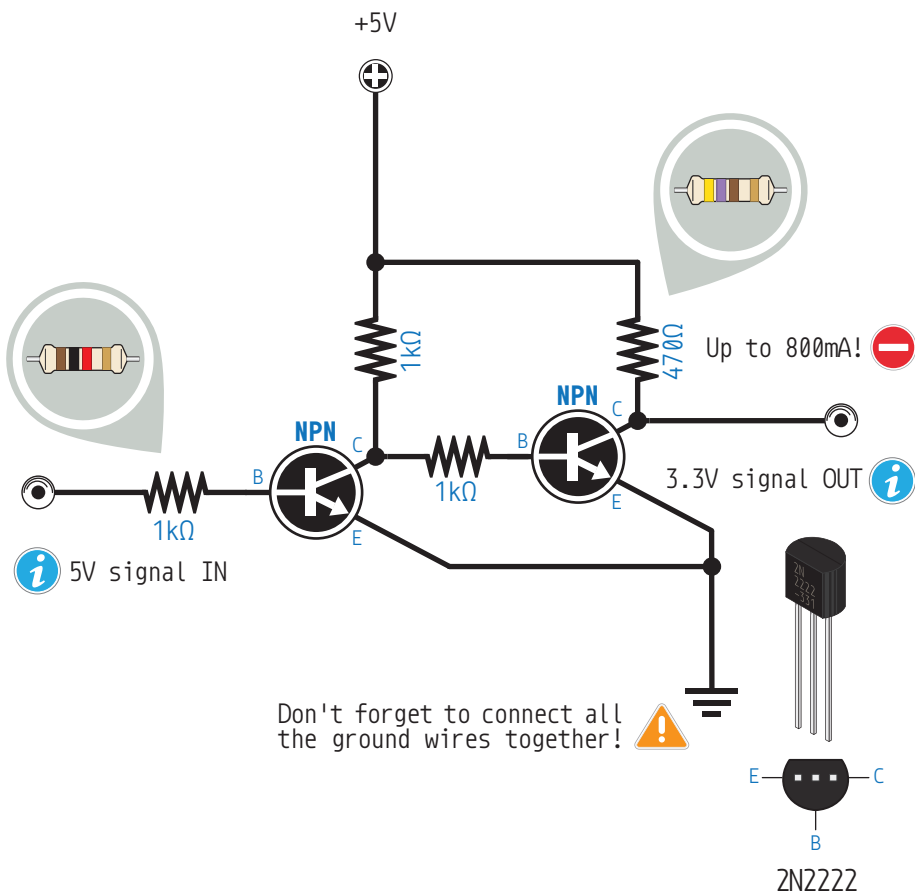 +5V
1kΩ
470Ω
Up to 800mA!
NPN
C
B
E
1kΩ
NPN
C
B
E
1kΩ
3.3V signal OUT
i
i
5V signal IN
2N
2222
-331
Don't forget to connect all
the ground wires together!
!
E
C
B
2N2222